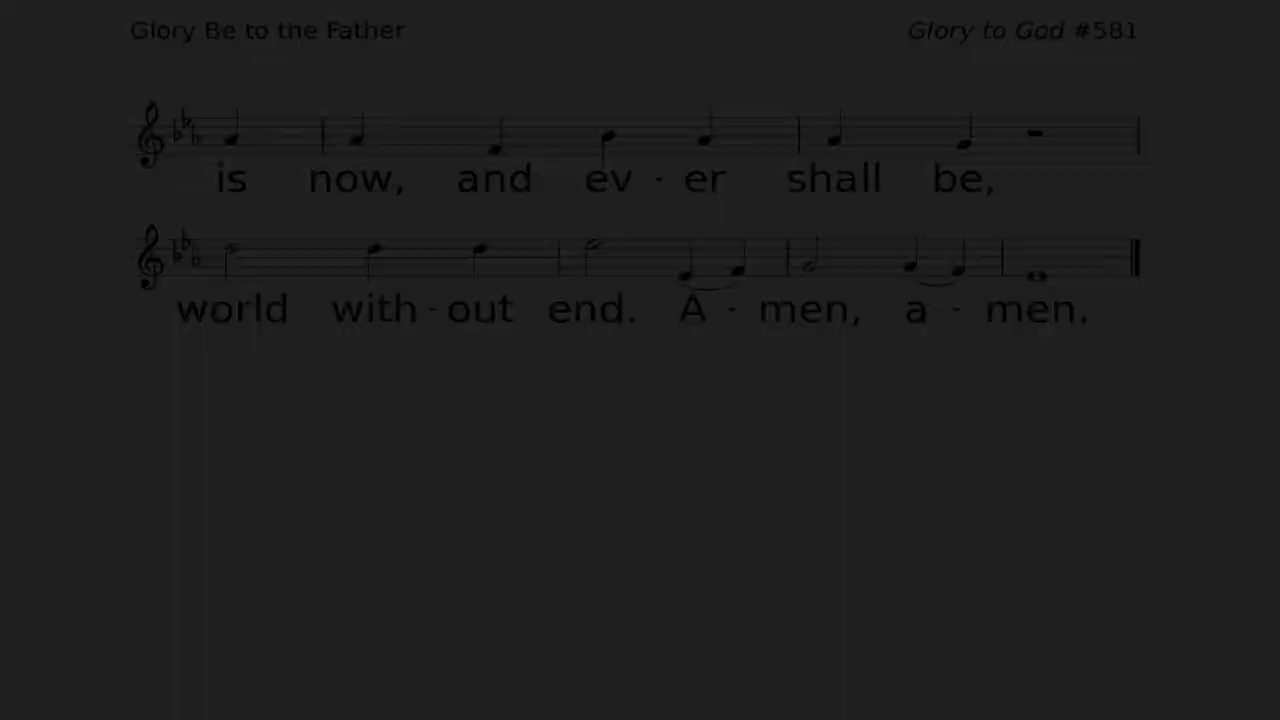 Glory Be to the Father
Glory to God #581
is now, and ev - er shall be,
world with - out end. A - men, a - men.